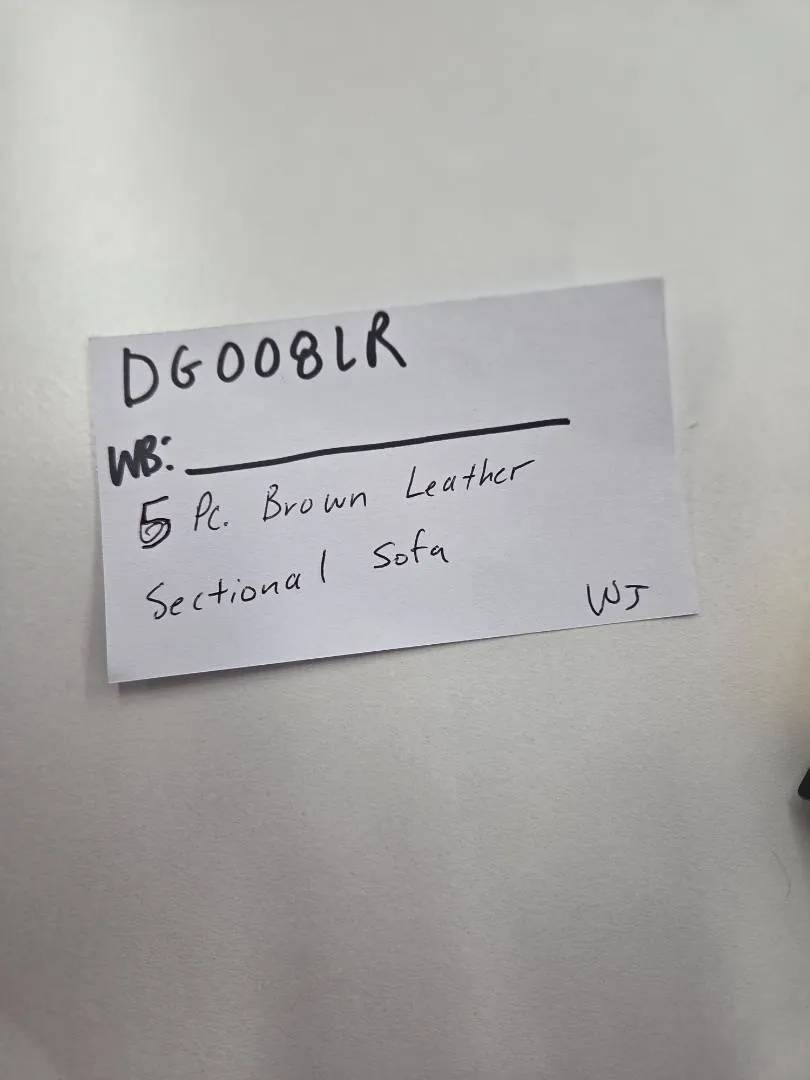 DG008LR
WB:
5 Pc. Brown Leather
Sectional Sofa
WJ